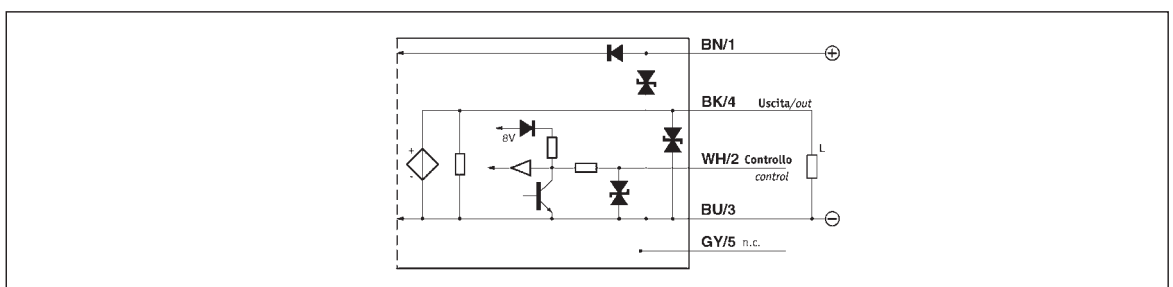 BN/1
+
BK/4 Uscita/out
8V
+
-
L
WH/2 Controllo
control
BU/3
-
GY/5 n.c.